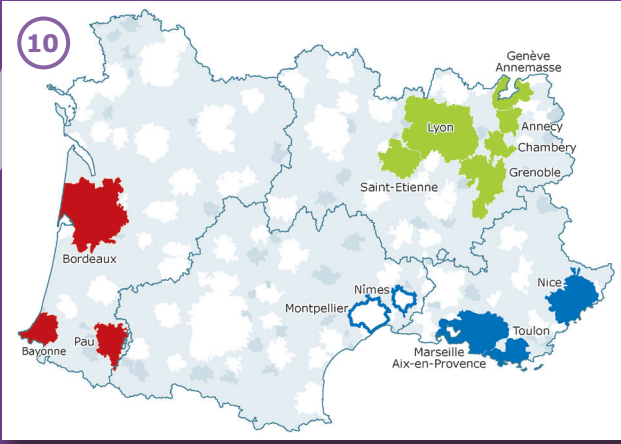 10
Genève
Annemasse
Lyon
Annecy
Chambery
Grenoble
Saint-Etienne
Bordeaux
Nice
Nîmes
Montpellier
Toulon
Pau
Bayonne
Marseille
Aix-en-Provence